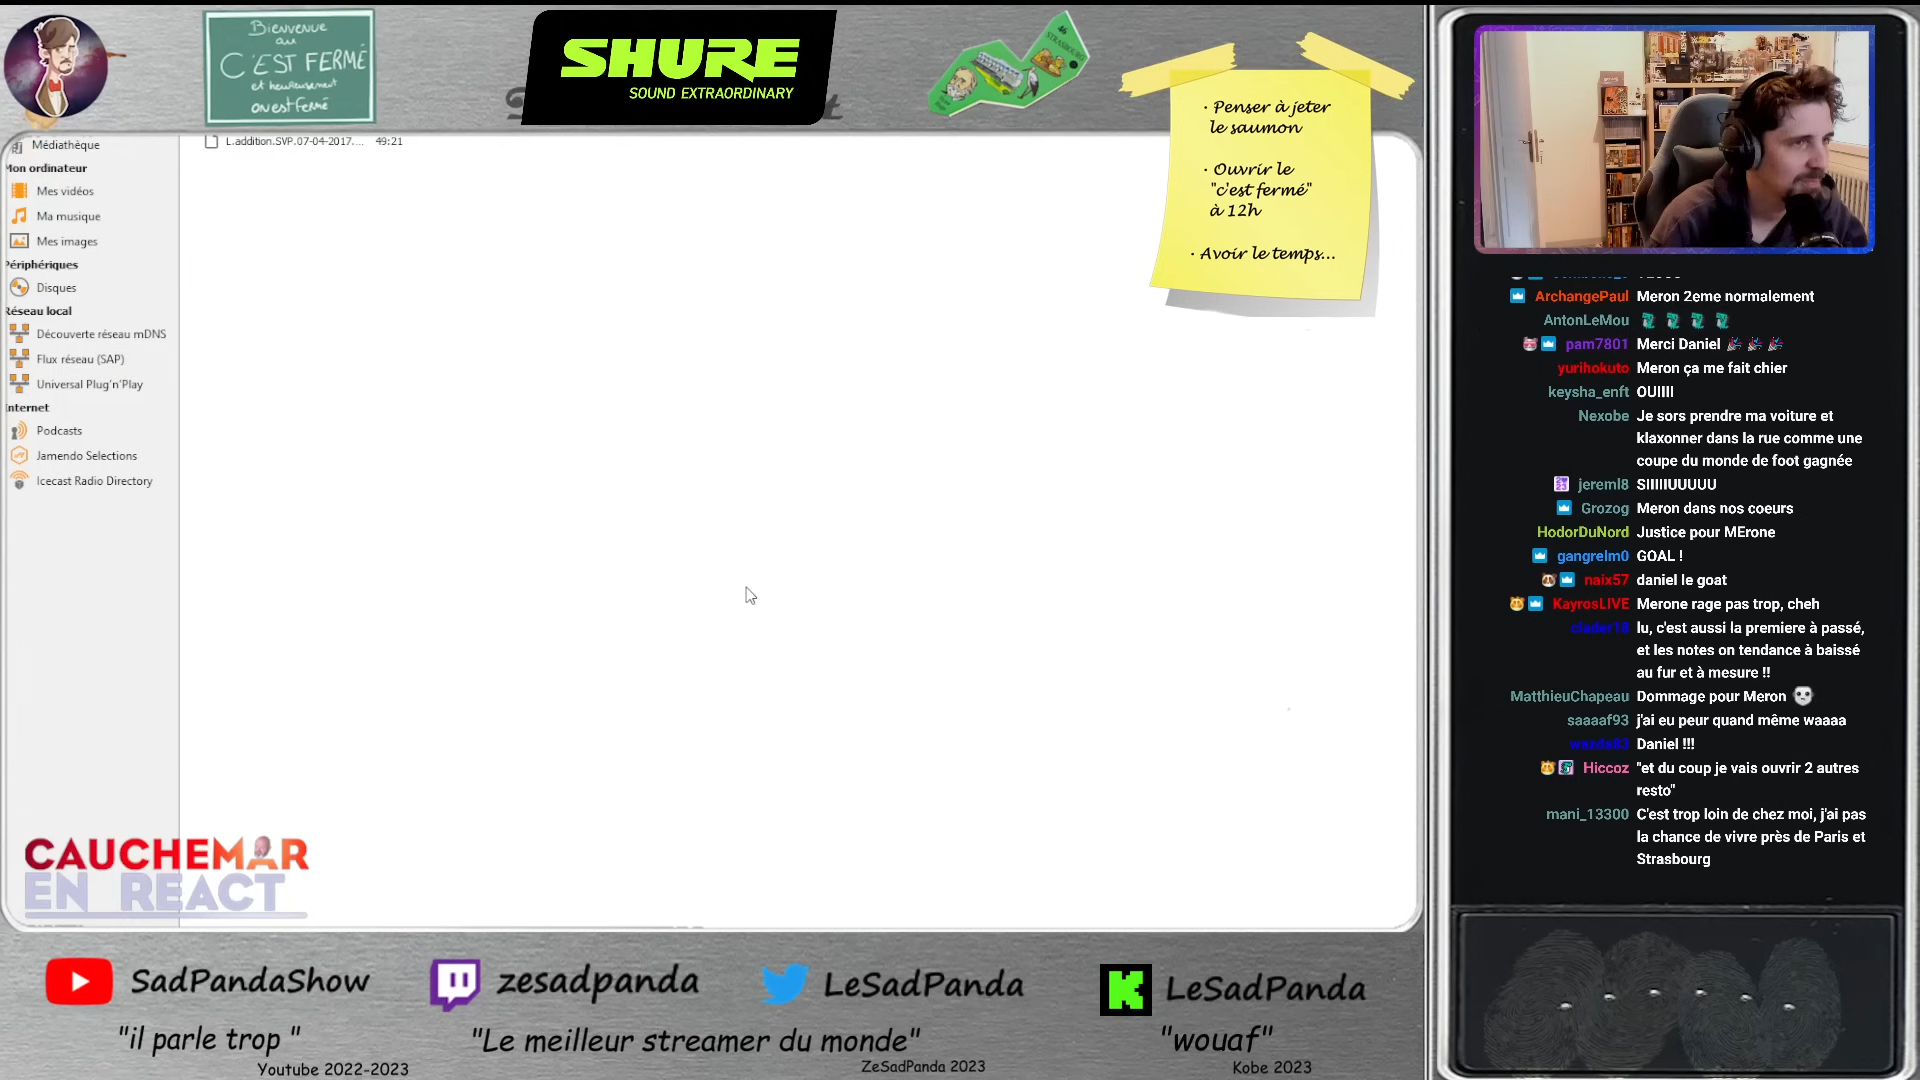 Bienvenue
au
C'EST FERMÉ
et heureusement
on est fermé
SHURE
SOUND EXTRAORDINARY
46
STRASBOURG
· Penser à jeter
le saumon
· Ouvrir le
"c'est fermé"
à 12h
· Avoir le temps...
Médiathèque
Mon ordinateur
Mes vidéos
Ma musique
Mes images
Périphériques
Disques
Réseau local
Découverte réseau mDNS
Flux réseau (SAP)
Universal Plug'n'Play
Internet
Podcasts
Jamendo Selections
Icecast Radio Directory
L.addition.SVP.07-04-2017.... 49:21
CAUCHEMAR
EN REACT
SadPandaShow
"il parle trop "
Youtube 2022-2023
zesadpanda
"Le meilleur streamer du monde"
ZeSadPanda 2023
LeSadPanda
LeSadPanda
"wouaf"
Kobe 2023
ArchangePaul Meron 2eme normalement
AntonLeMou
pam7801 Merci Daniel 🎉 🎉 🎉
yurihokuto Meron ça me fait chier
keysha_enft OUIIII
Nexobe Je sors prendre ma voiture et
klaxonner dans la rue comme une
coupe du monde de foot gagnée
jereml8 SIIIIIUUUUU
Grozog Meron dans nos coeurs
HodorDuNord Justice pour MErone
gangrelm0 GOAL !
naix57 daniel le goat
KayrosLIVE Merone rage pas trop, cheh
clader18 lu, c'est aussi la premiere à passé,
et les notes on tendance à baissé
au fur et à mesure !!
MatthieuChapeau Dommage pour Meron
saaaaf93 j'ai eu peur quand même waaaa
wazda83 Daniel !!!
Hiccoz "et du coup je vais ouvrir 2 autres
resto"
mani_13300 C'est trop loin de chez moi, j'ai pas
la chance de vivre près de Paris et
Strasbourg